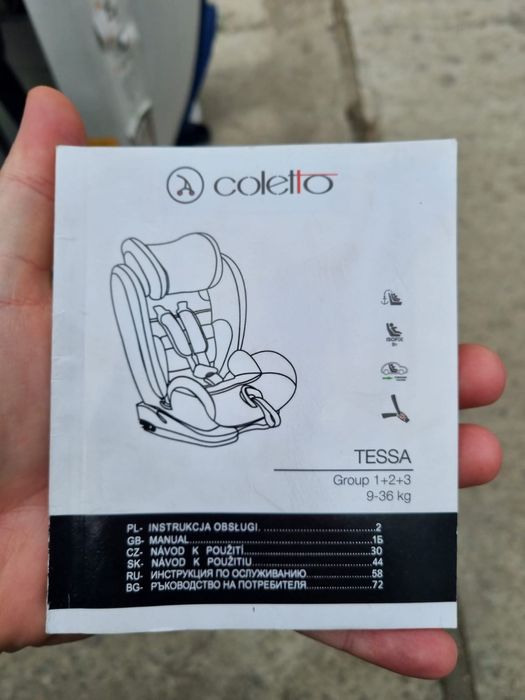 coletto
ISOFIX
TESSA
Group 1+2+3
9-36 kg
PL- INSTRUKCJA OBSŁUGI.......................2
GB- MANUAL.......................15
CZ- NÁVOD K POUŽITÍ.......................30
SK- NÁVOD K POUŽITIU.......................44
RU- ИНСТРУКЦИЯ ПО ОСЛУЖИВАНИЮ.......................58
BG- РЪКОВОДСТВО НА ПОТРЕБИТЕЛЯ.......................72